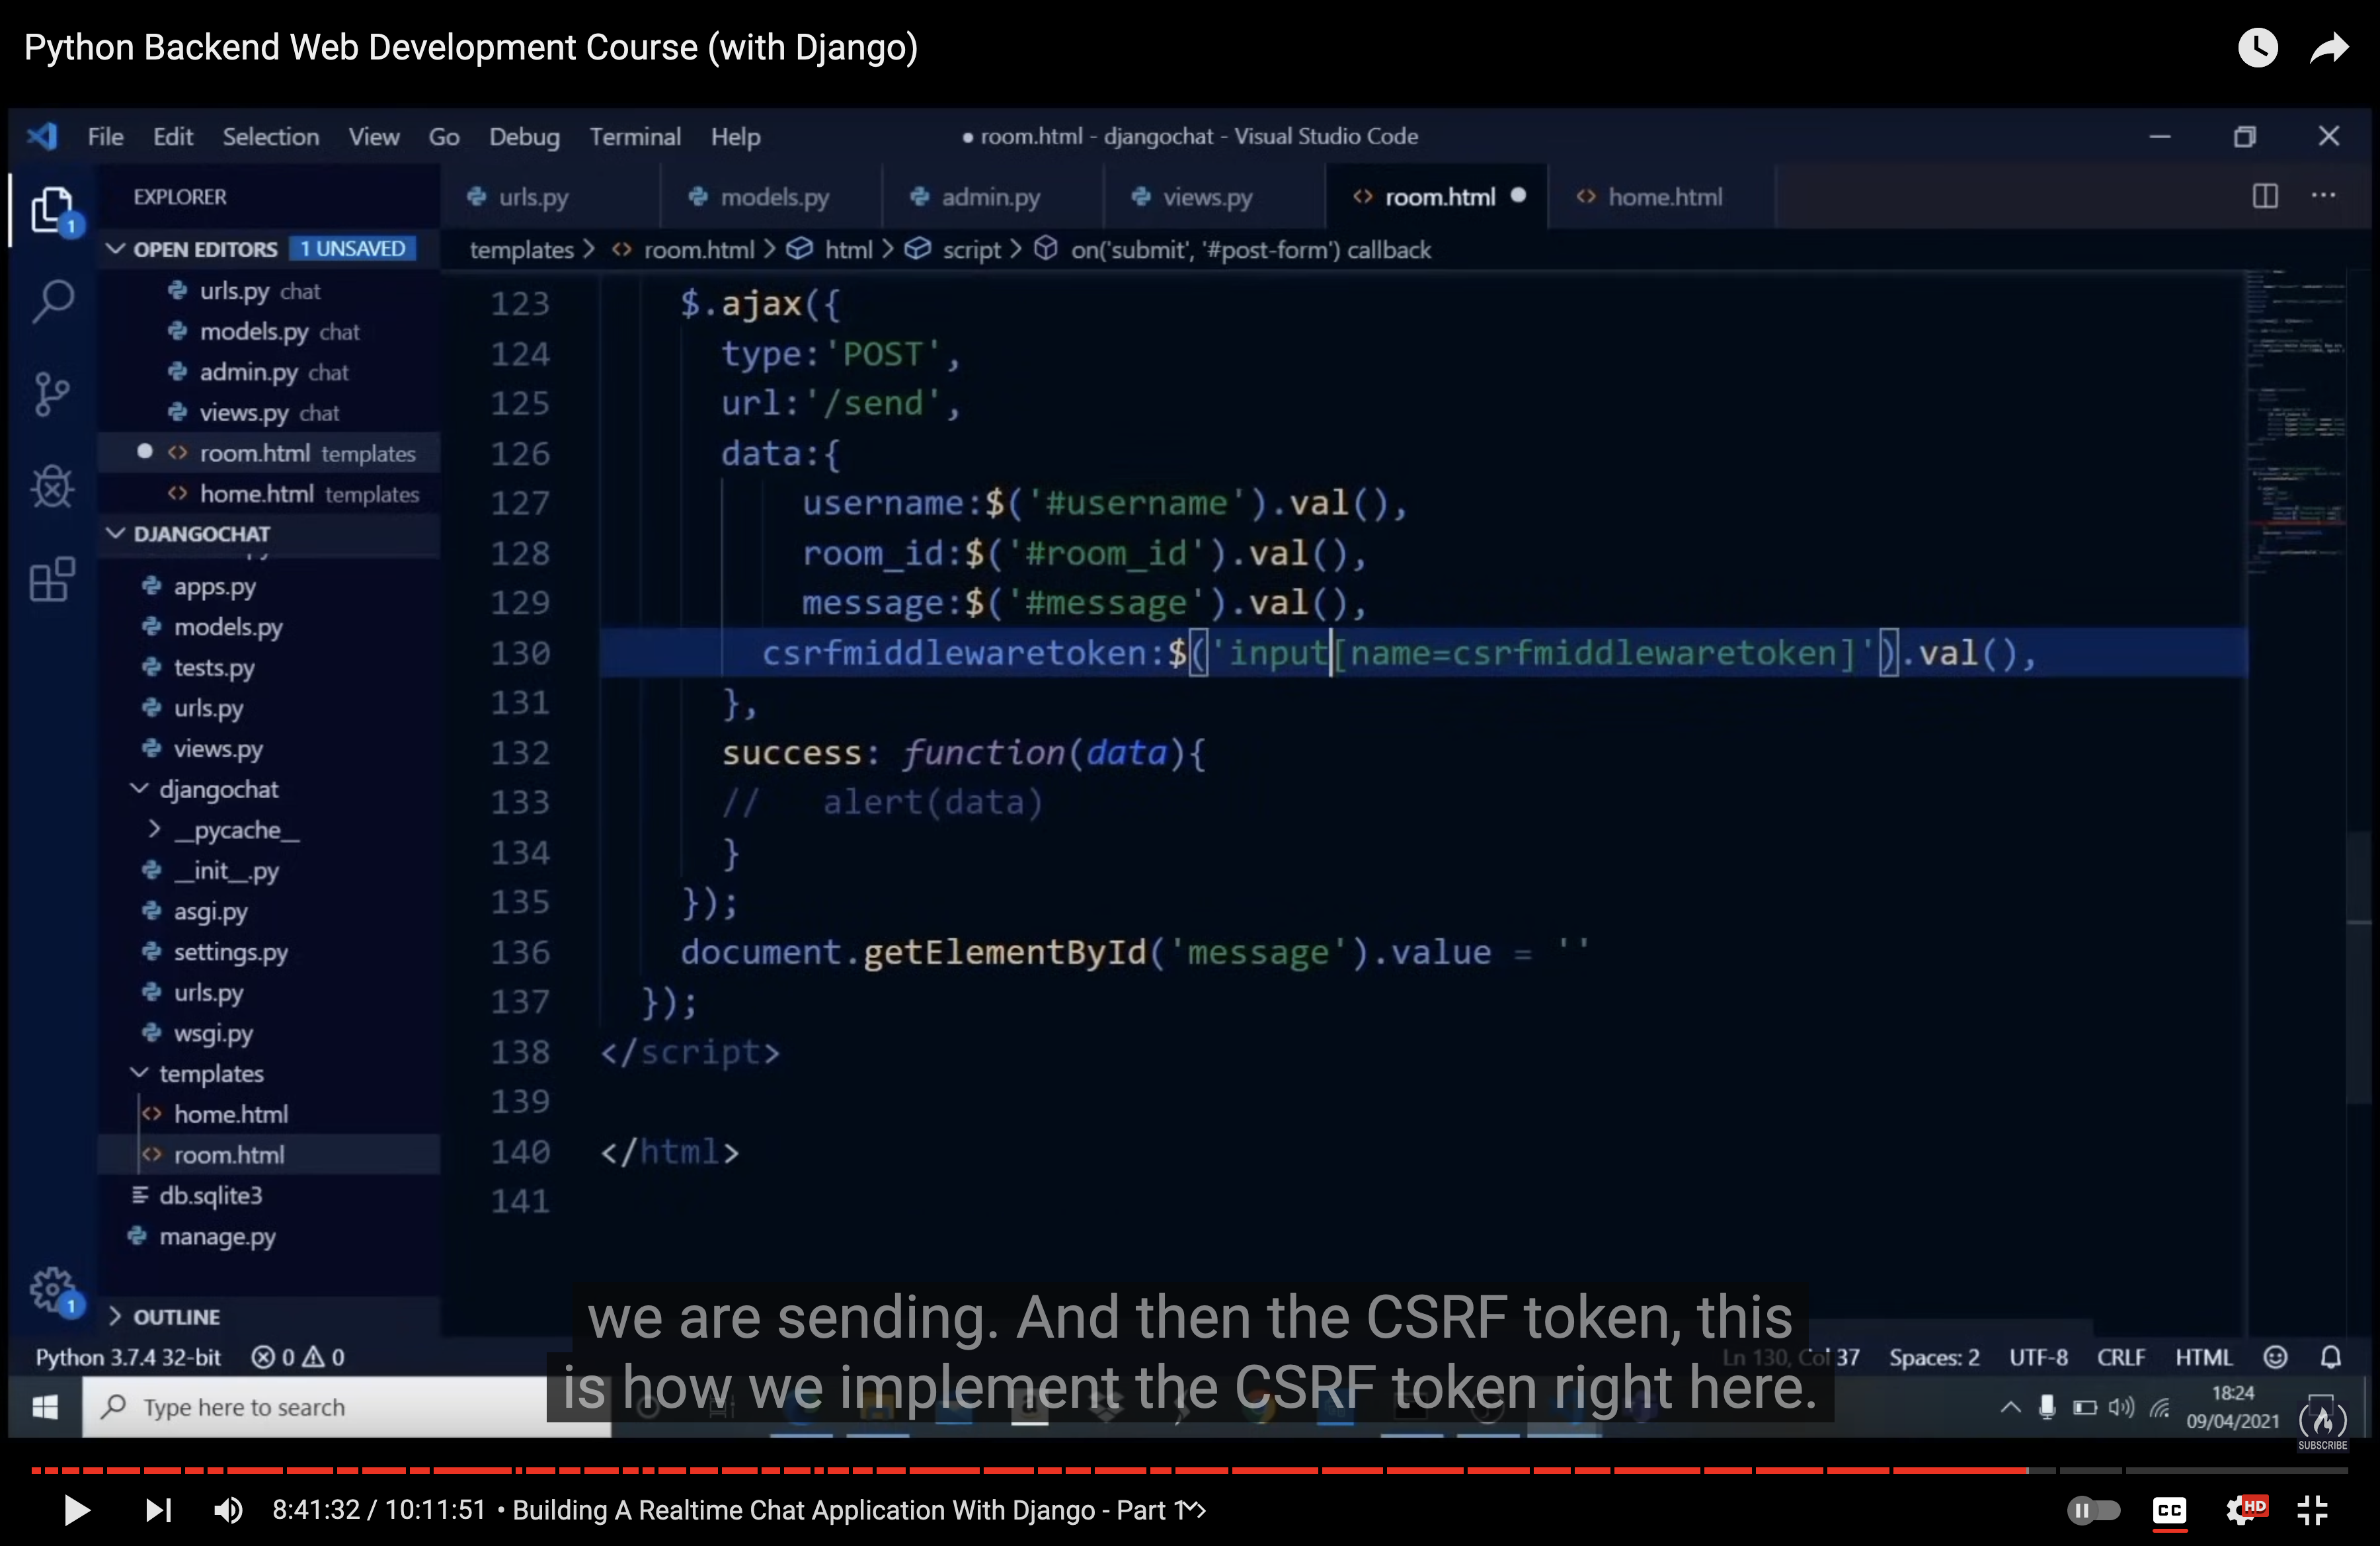 Python Backend Web Development Course (with Django)
File Edit Selection View Go Debug Terminal Help
● room.html - djangochat - Visual Studio Code
EXPLORER
urls.py models.py admin.py views.py room.html home.html
OPEN EDITORS 1 UNSAVED
templates > room.html > html > script > on('submit', '#post-form') callback
urls.py chat
models.py chat
admin.py chat
views.py chat
room.html templates
home.html templates
DJANGOCHAT
apps.py
models.py
tests.py
urls.py
views.py
djangochat
__pycache__
__init__.py
asgi.py
settings.py
urls.py
wsgi.py
templates
home.html
room.html
db.sqlite3
manage.py
OUTLINE
123 $.ajax({
124 type:'POST',
125 url:'/send',
126 data:{
127 username:$('#username').val(),
128 room_id:$('#room_id').val(),
129 message:$('#message').val(),
130 csrfmiddlewaretoken:$('input[name=csrfmiddlewaretoken]').val(),
131 },
132 success: function(data){
133 // alert(data)
134 }
135 });
136 document.getElementById('message').value = ''
137 });
138 </script>
139
140 </html>
141
we are sending. And then the CSRF token, this
is how we implement the CSRF token right here.
Python 3.7.4 32-bit 0 0
Ln 130, Col 37 Spaces: 2 UTF-8 CRLF HTML
1
1
Type here to search
18:24
09/04/2021
SUBSCRIBE
8:41:32 / 10:11:51 • Building A Realtime Chat Application With Django - Part 1
CC
HD